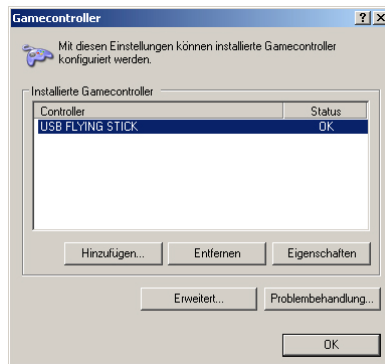 Gamecontroller
Mit diesen Einstellungen können installierte Gamecontroller
konfiguriert werden.
Installierte Gamecontroller
Controller Status
USB FLYING STICK OK
Hinzufügen... Entfernen Eigenschaften
Erweitert... Problembehandlung...
OK